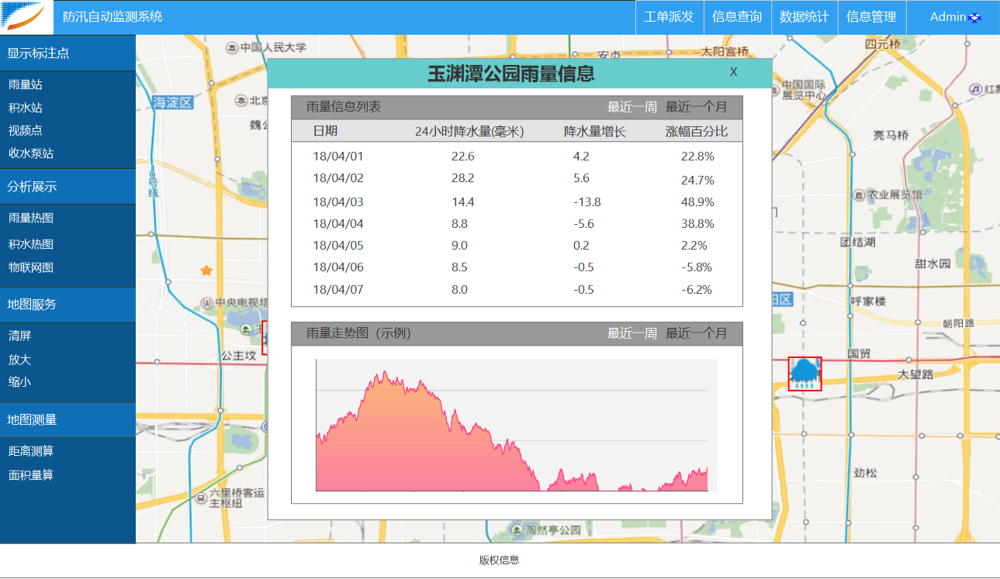 防汛自动监测系统
工单派发 信息查询 数据统计 信息管理 Admin
显示标注点
雨量站
积水站
视频点
收水泵站
分析展示
雨量热图
积水热图
物联网图
地图服务
清屏
放大
缩小
地图测量
距离测算
面积量算
玉渊潭公园雨量信息 X
雨量信息列表 最近一周 最近一个月
日期 24小时降水量(毫米) 降水量增长 涨幅百分比
18/04/01 22.6 4.2 22.8%
18/04/02 28.2 5.6 24.7%
18/04/03 14.4 -13.8 48.9%
18/04/04 8.8 -5.6 38.8%
18/04/05 9.0 0.2 2.2%
18/04/06 8.5 -0.5 -5.8%
18/04/07 8.0 -0.5 -6.2%
雨量走势图（示例） 最近一周 最近一个月
中国人民大学
海淀区
北京
魏公
10号线
中央电视塔
公主坟
六里桥客运
主枢纽
安贞
太阳宫桥
四元桥
中国国际
展览中心
亮马桥
农业展览馆
团结湖
甜水园
阳区
呼家楼
朝阳路
国贸
大望路
劲松
陶然亭公园
版权信息